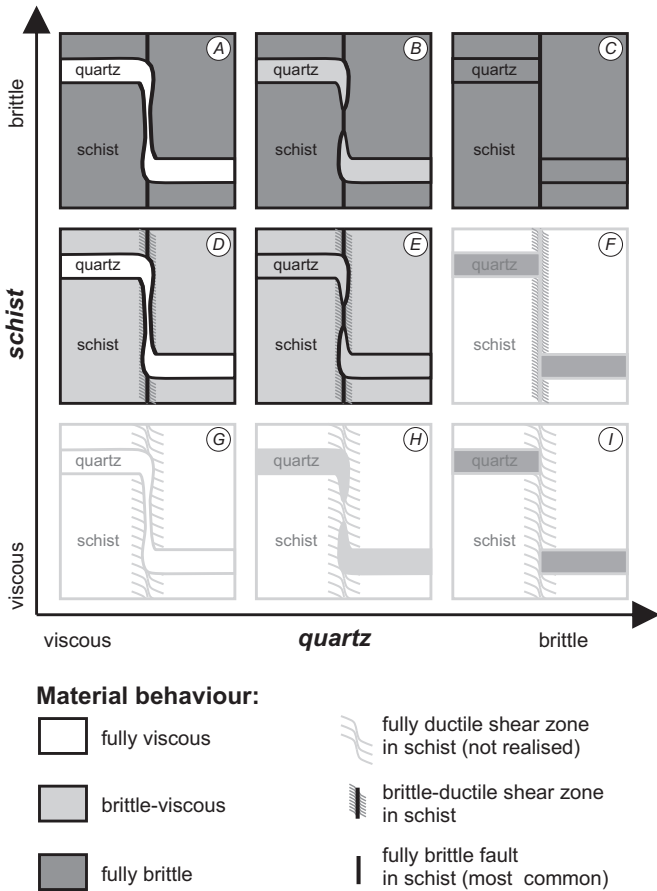 A
B
C
quartz
quartz
quartz
schist
schist
schist
brittle
D
E
F
quartz
quartz
quartz
schist
schist
schist
schist
G
H
I
quartz
quartz
quartz
schist
schist
schist
viscous
viscous
quartz
brittle
Material behaviour:
fully viscous
brittle-viscous
fully brittle
fully ductile shear zone
in schist (not realised)
brittle-ductile shear zone
in schist
fully brittle fault
in schist (most common)